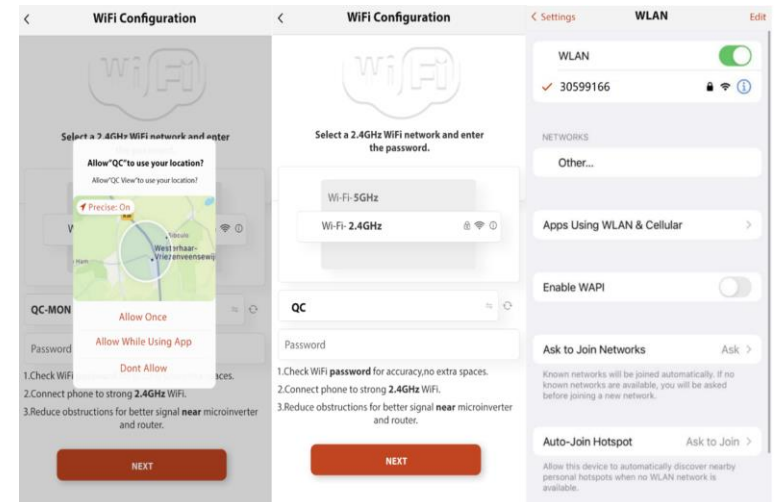 WiFi Configuration
WiFi
Select a 2.4GHz WiFi network and enter
Allow"QC"to use your location?
Allow"QC View"to use your location?
Precise: On
Westerhaar-
Vriezenveensewij
QC-MON
Allow Once
Password
Allow While Using App
Dont Allow
1.Check WiFi aces.
2.Connect phone to strong 2.4GHz WiFi.
3.Reduce obstructions for better signal near microinverter
and router.
NEXT
WiFi Configuration
WiFi
Select a 2.4GHz WiFi network and enter
the password.
Wi-Fi-5GHz
Wi-Fi- 2.4GHz
QC
Password
1.Check WiFi password for accuracy,no extra spaces.
2.Connect phone to strong 2.4GHz WiFi.
3.Reduce obstructions for better signal near microinverter
and router.
NEXT
Settings WLAN Edit
WLAN
30599166
NETWORKS
Other...
Apps Using WLAN & Cellular
Enable WAPI
Ask to Join Networks Ask
Known networks will be joined automatically. If no
known networks are available, you will be asked
before joining a new network.
Auto-Join Hotspot Ask to Join
Allow this device to automatically discover nearby
personal hotspots when no WLAN network is
available.